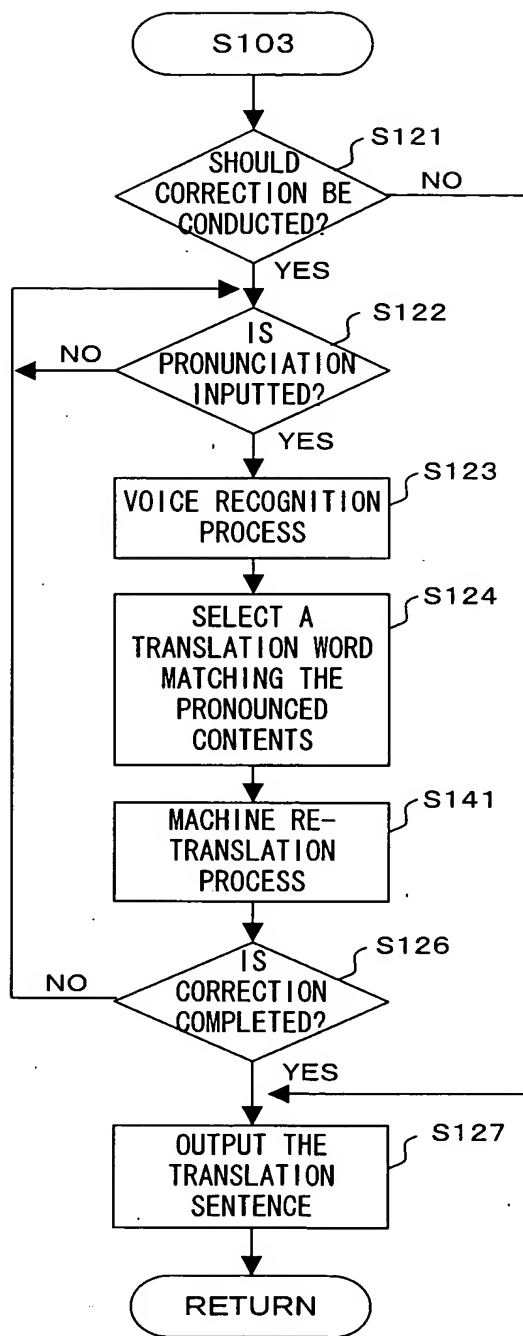 S103
S121
SHOULD
CORRECTION BE
CONDUCTED?
NO
YES
S122
IS
PRONUNCIATION
INPUTTED?
NO
YES
S123
VOICE RECOGNITION
PROCESS
S124
SELECT A
TRANSLATION WORD
MATCHING THE
PRONOUNCED
CONTENTS
S141
MACHINE RE-
TRANSLATION
PROCESS
S126
IS
CORRECTION
COMPLETED?
NO
YES
S127
OUTPUT THE
TRANSLATION
SENTENCE
RETURN